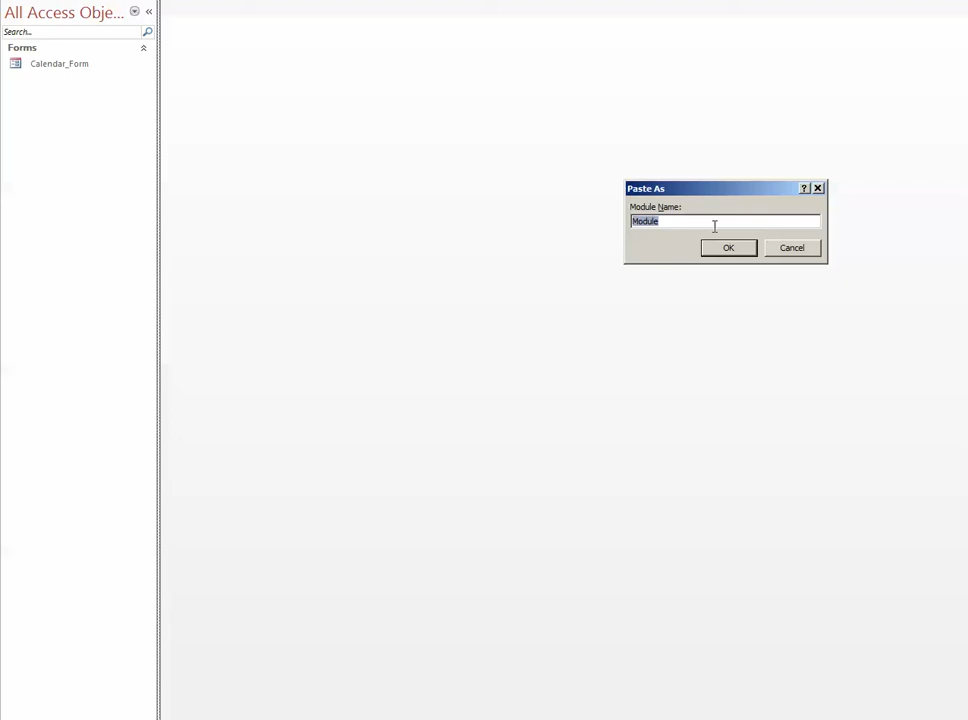 All Access Obje...
Search...
Forms
Calendar_Form
Paste As
Module Name:
Module
OK
Cancel